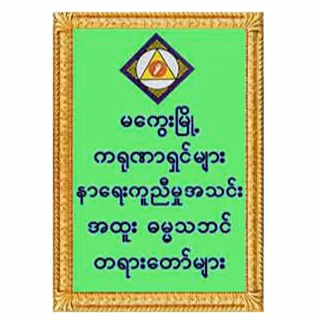 မကွေးမြို့
ကရုဏာရှင်များ
နာရေးကူညီမှုအသင်း
အထူး ဓမ္မသဘင်
တရားတော်များ